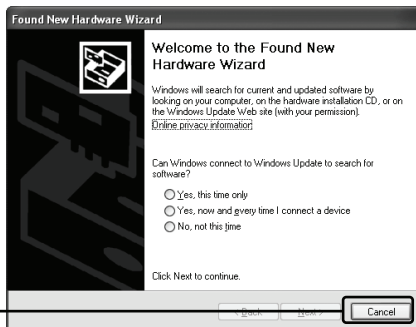 Found New Hardware Wizard
Welcome to the Found New
Hardware Wizard
Windows will search for current and updated software by
looking on your computer, on the hardware installation CD, or on
the Windows Update Web site (with your permission).
Online privacy information
Can Windows connect to Windows Update to search for
software?
Yes, this time only
Yes, now and every time I connect a device
No, not this time
Click Next to continue.
< Back Next > Cancel